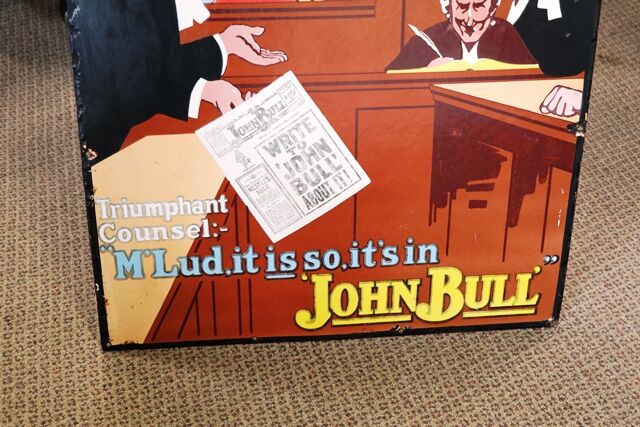 JOHN BULL
WRITE
TO
JOHN
BULL
ABOUT IT!
Triumphant
Counsel:-
"M'Lud, it is so, it's in
'JOHN BULL'"